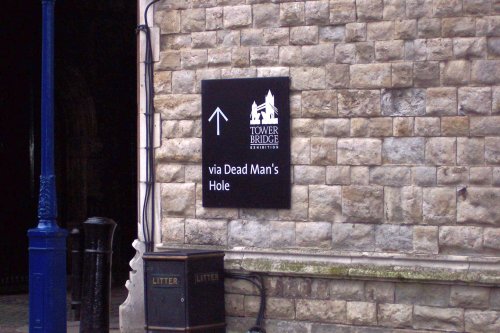 TOWER
BRIDGE
EXHIBITION
via Dead Man's
Hole
LITTER
LITTER